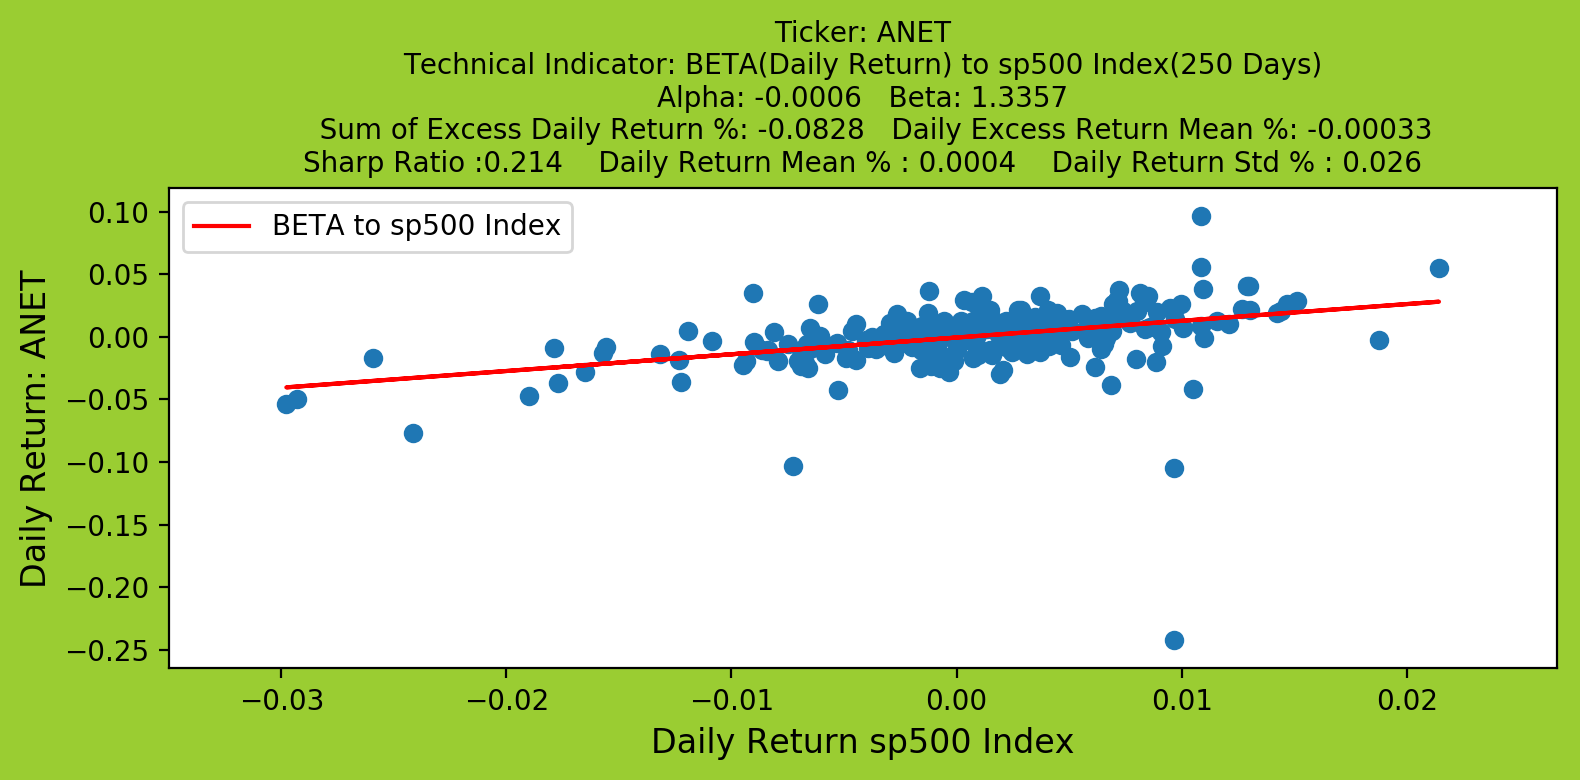 Ticker: ANET
Technical Indicator: BETA(Daily Return) to sp500 Index(250 Days)
Alpha: -0.0006 Beta: 1.3357
Sum of Excess Daily Return %: -0.0828 Daily Excess Return Mean %: -0.00033
Sharp Ratio :0.214 Daily Return Mean % : 0.0004 Daily Return Std % : 0.026
BETA to sp500 Index
0.10
0.05
0.00
−0.05
−0.10
−0.15
−0.20
−0.25
Daily Return: ANET
−0.03 −0.02 −0.01 0.00 0.01 0.02
Daily Return sp500 Index